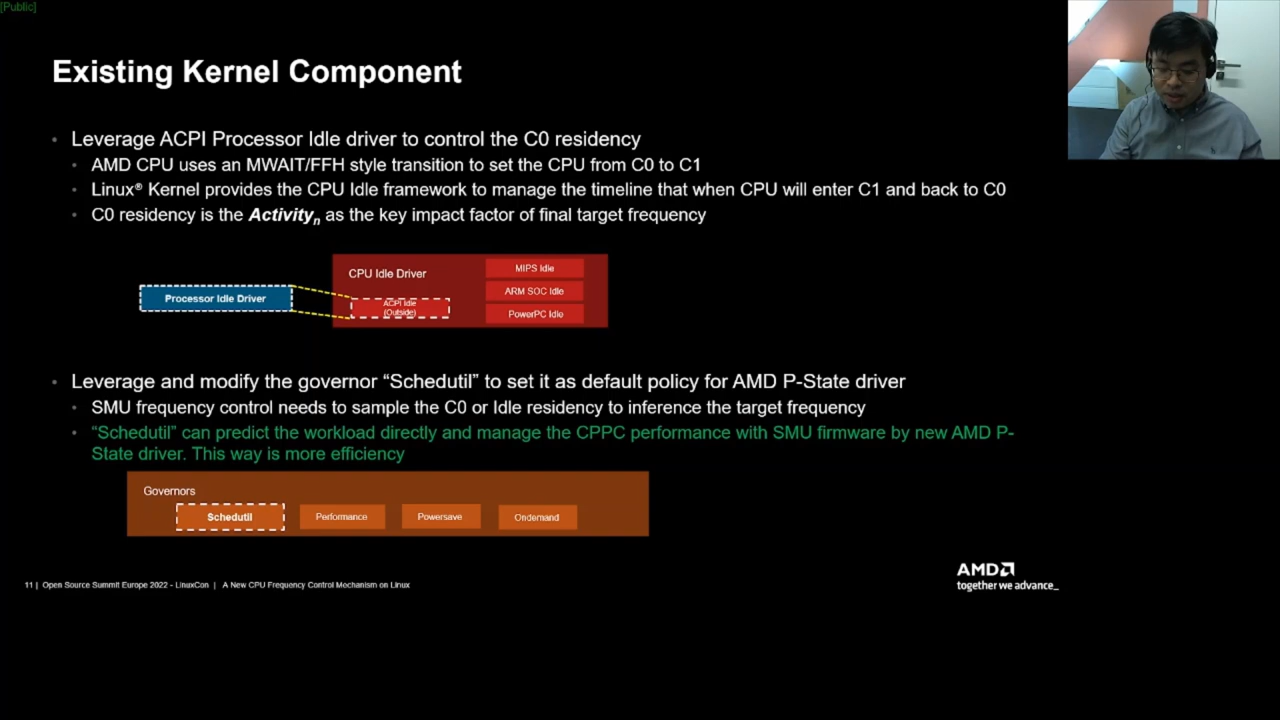 [Public]
Existing Kernel Component
• Leverage ACPI Processor Idle driver to control the C0 residency
• AMD CPU uses an MWAIT/FFH style transition to set the CPU from C0 to C1
• Linux® Kernel provides the CPU Idle framework to manage the timeline that when CPU will enter C1 and back to C0
• C0 residency is the Activityn as the key impact factor of final target frequency
CPU Idle Driver
MIPS Idle
ARM SOC Idle
PowerPC Idle
Processor Idle Driver
ACPI Idle
(Outside)
• Leverage and modify the governor “Schedutil” to set it as default policy for AMD P-State driver
• SMU frequency control needs to sample the C0 or Idle residency to inference the target frequency
• “Schedutil” can predict the workload directly and manage the CPPC performance with SMU firmware by new AMD P-
State driver. This way is more efficiency
Governors
Schedutil
Performance
Powersave
Ondemand
11 | Open Source Summit Europe 2022 - LinuxCon | A New CPU Frequency Control Mechanism on Linux
AMD
together we advance_